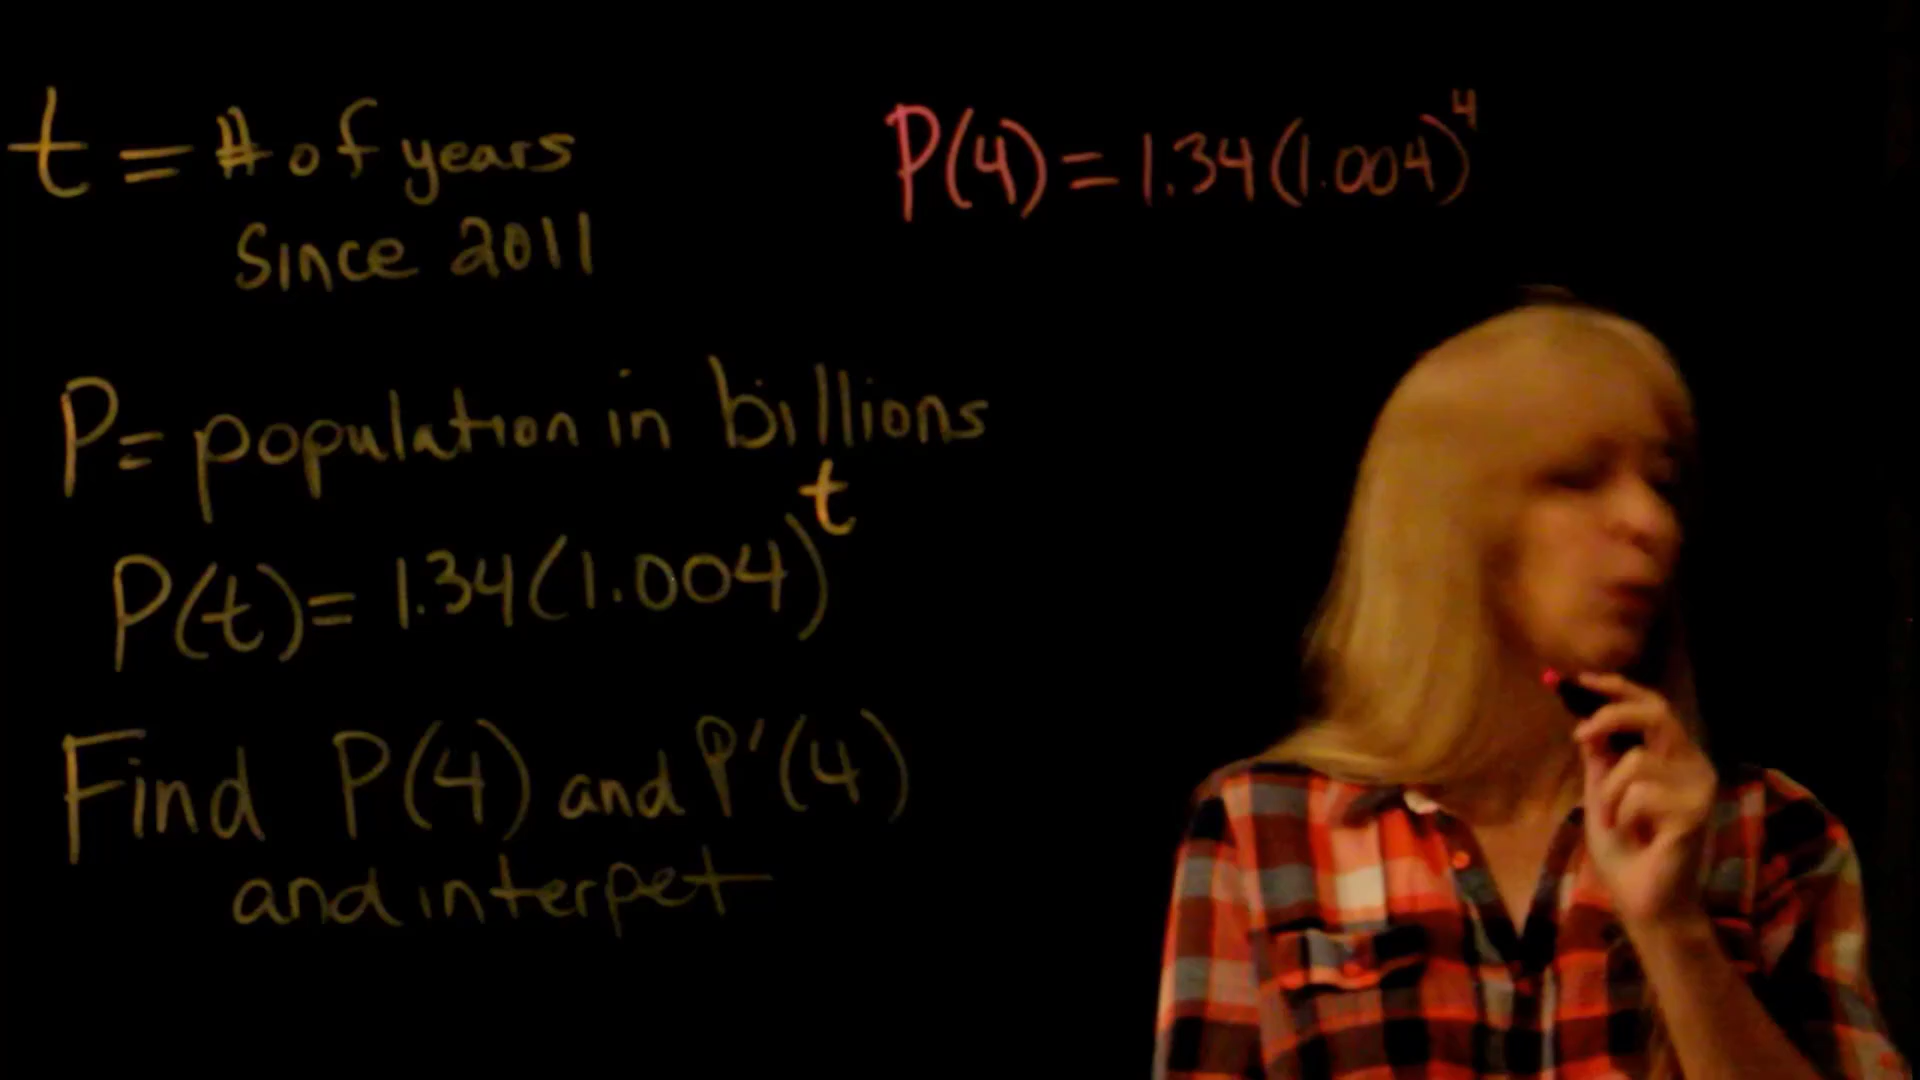 t = # of years
since 2011
P = population in billions
P(t) = 1.34(1.004)^t
Find P(4) and P'(4)
and interpet
P(4) = 1.34(1.004)^4